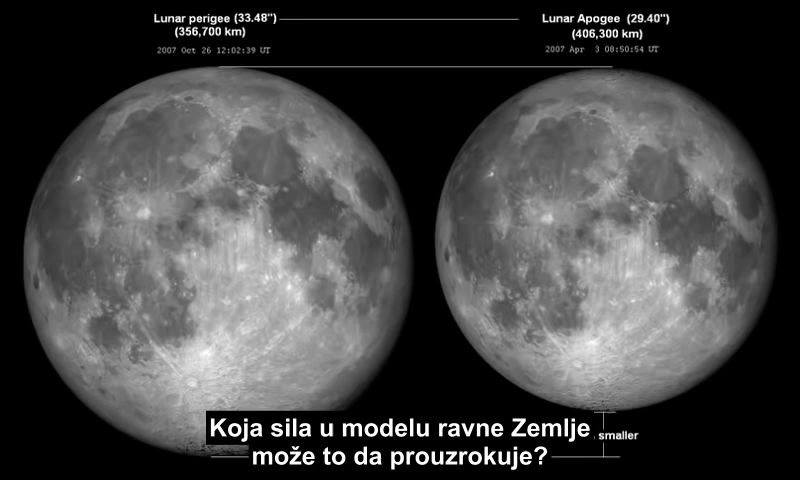 Lunar perigee (33.48") Lunar Apogee (29.40")
(356,700 km) (406,300 km)
2007 Oct 26 12:02:39 UT 2007 Apr 3 08:50:54 UT
smaller
Koja sila u modelu ravne Zemlje
može to da prouzrokuje?